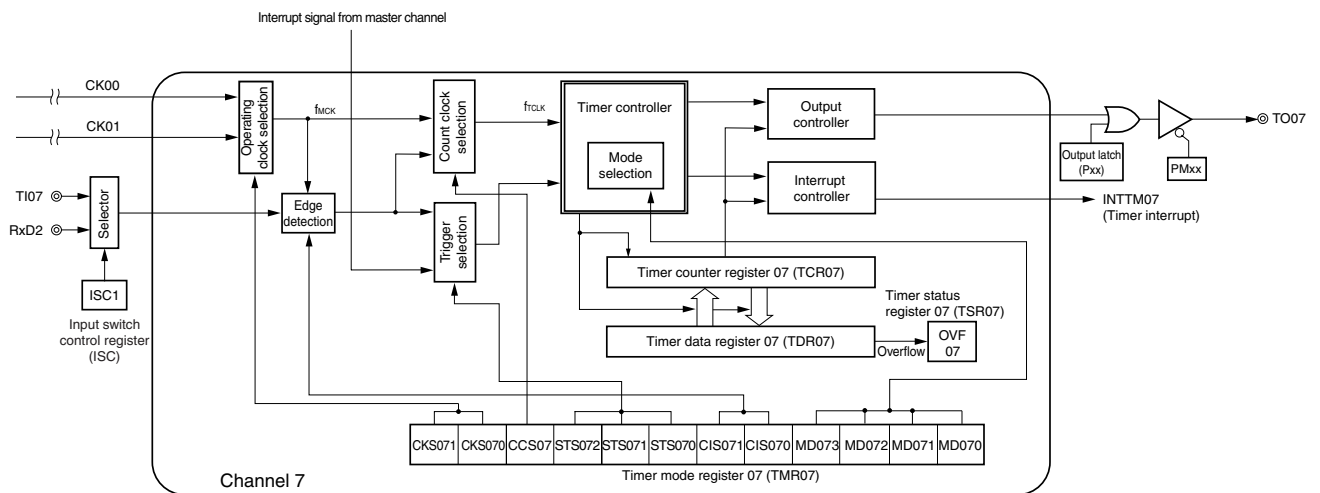 Interrupt signal from master channel
CK00
CK01
Operating
clock selection
fMCK
Count clock
selection
fTCLK
Timer controller
Mode
selection
Output
controller
TO07
Output latch
(Pxx)
PMxx
Interrupt
controller
INTTM07
(Timer interrupt)
TI07
RxD2
Selector
Edge
detection
Trigger
selection
ISC1
Input switch
control register
(ISC)
Timer counter register 07 (TCR07)
Timer status
register 07 (TSR07)
Timer data register 07 (TDR07)
Overflow
OVF
07
CKS071
CKS070
CCS07
STS072
STS071
STS070
CIS071
CIS070
MD073
MD072
MD071
MD070
Timer mode register 07 (TMR07)
Channel 7